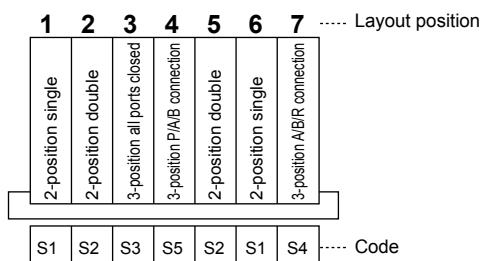 1 2 3 4 5 6 7 Layout position
2-position single
2-position double
3-position all ports closed
3-position P/A/B connection
2-position double
2-position single
3-position A/B/R connection
S1 S2 S3 S5 S2 S1 S4 Code